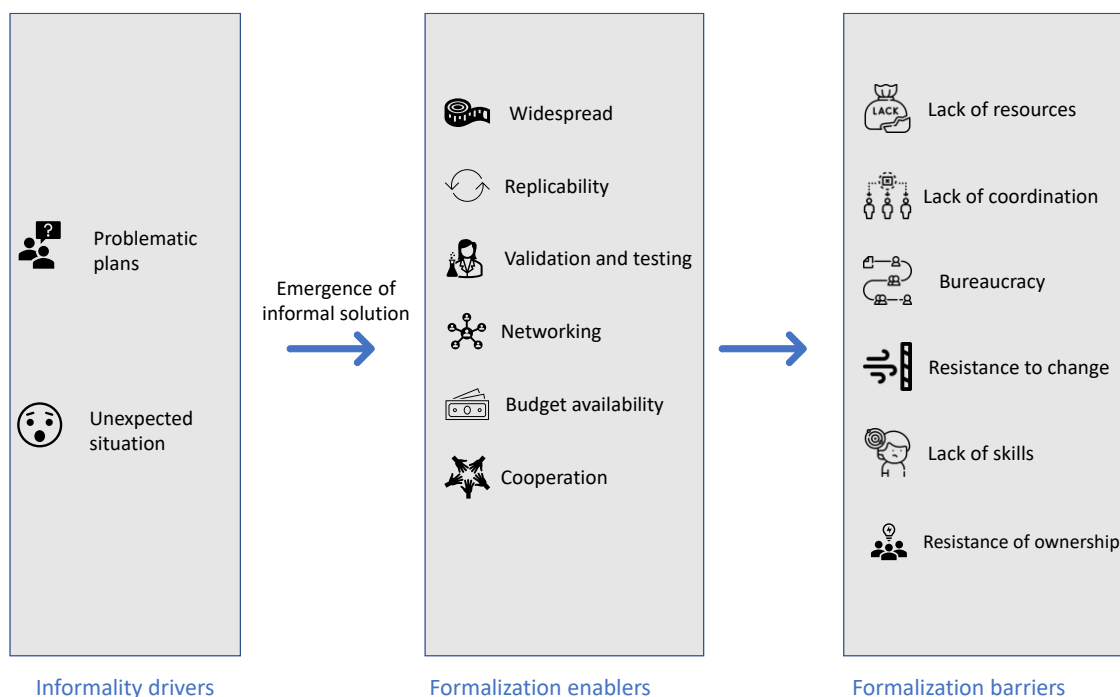 Problematic
plans
Unexpected
situation
Informality drivers
Emergence of
informal solution
Widespread
Replicability
Validation and testing
Networking
Budget availability
Cooperation
Formalization enablers
LACK
Lack of resources
Lack of coordination
Bureaucracy
Resistance to change
Lack of skills
Resistance of ownership
Formalization barriers